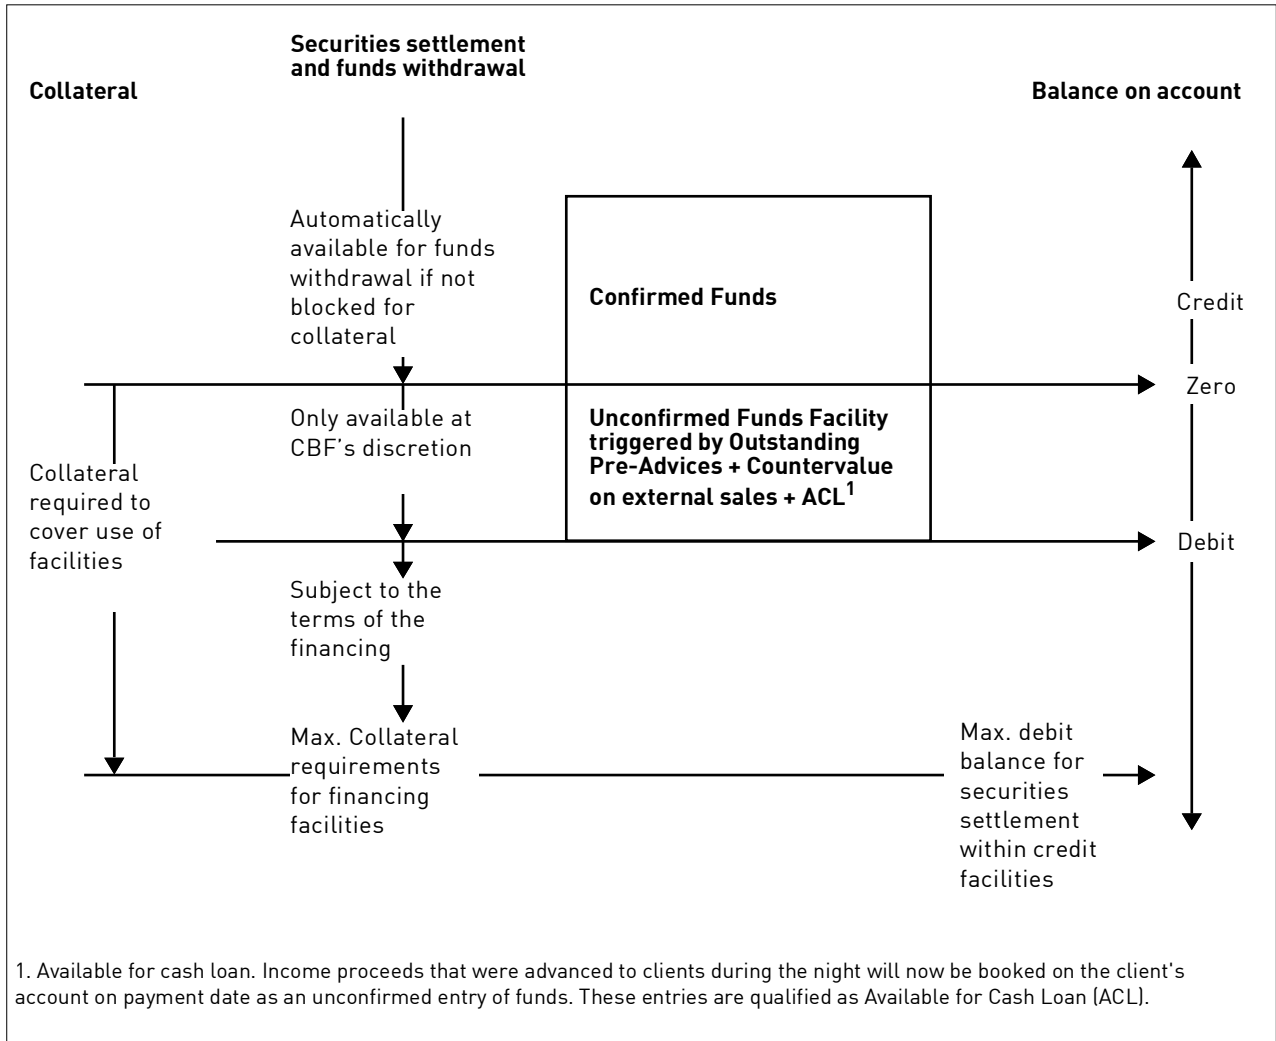 Securities settlement
and funds withdrawal
Collateral
Balance on account
Automatically
available for funds
withdrawal if not
blocked for
collateral
Confirmed Funds
Credit
Zero
Only available at
CBF’s discretion
Unconfirmed Funds Facility
triggered by Outstanding
Pre-Advices + Countervalue
on external sales + ACL1
Collateral
required to
cover use of
facilities
Debit
Subject to the
terms of the
financing
Max. Collateral
requirements
for financing
facilities
Max. debit
balance for
securities
settlement
within credit
facilities
1. Available for cash loan. Income proceeds that were advanced to clients during the night will now be booked on the client's
account on payment date as an unconfirmed entry of funds. These entries are qualified as Available for Cash Loan (ACL).